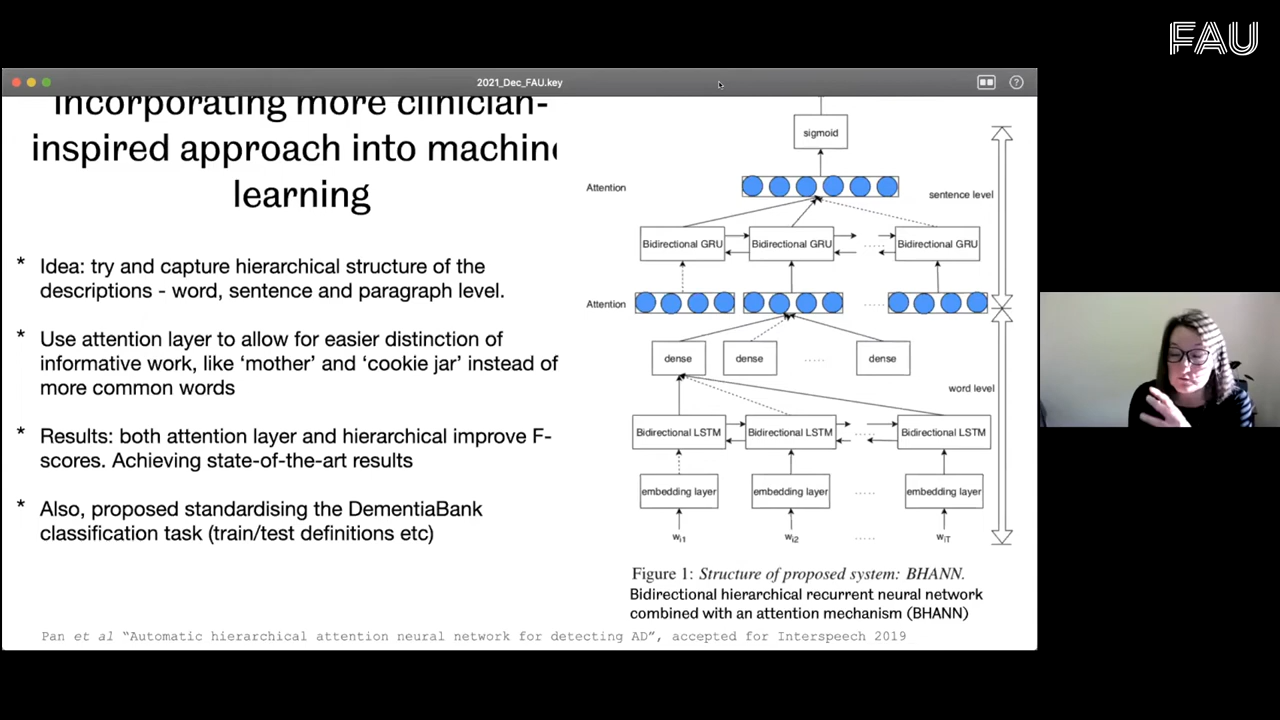 FAU
2021_Dec_FAU.key
?
Incorporating more clinician-
inspired approach into machine
learning
* Idea: try and capture hierarchical structure of the
descriptions - word, sentence and paragraph level.
* Use attention layer to allow for easier distinction of
informative work, like ‘mother’ and ‘cookie jar’ instead of
more common words
* Results: both attention layer and hierarchical improve F-
scores. Achieving state-of-the-art results
* Also, proposed standardising the DementiaBank
classification task (train/test definitions etc)
sigmoid
Attention
sentence level
Bidirectional GRU Bidirectional GRU ..... Bidirectional GRU
Attention .....
dense dense ..... dense
word level
Bidirectional LSTM Bidirectional LSTM ..... Bidirectional LSTM
embedding layer embedding layer ..... embedding layer
wi1 wi2 ..... wiT
Figure 1: Structure of proposed system: BHANN.
Bidirectional hierarchical recurrent neural network
combined with an attention mechanism (BHANN)
Pan et al “Automatic hierarchical attention neural network for detecting AD”, accepted for Interspeech 2019